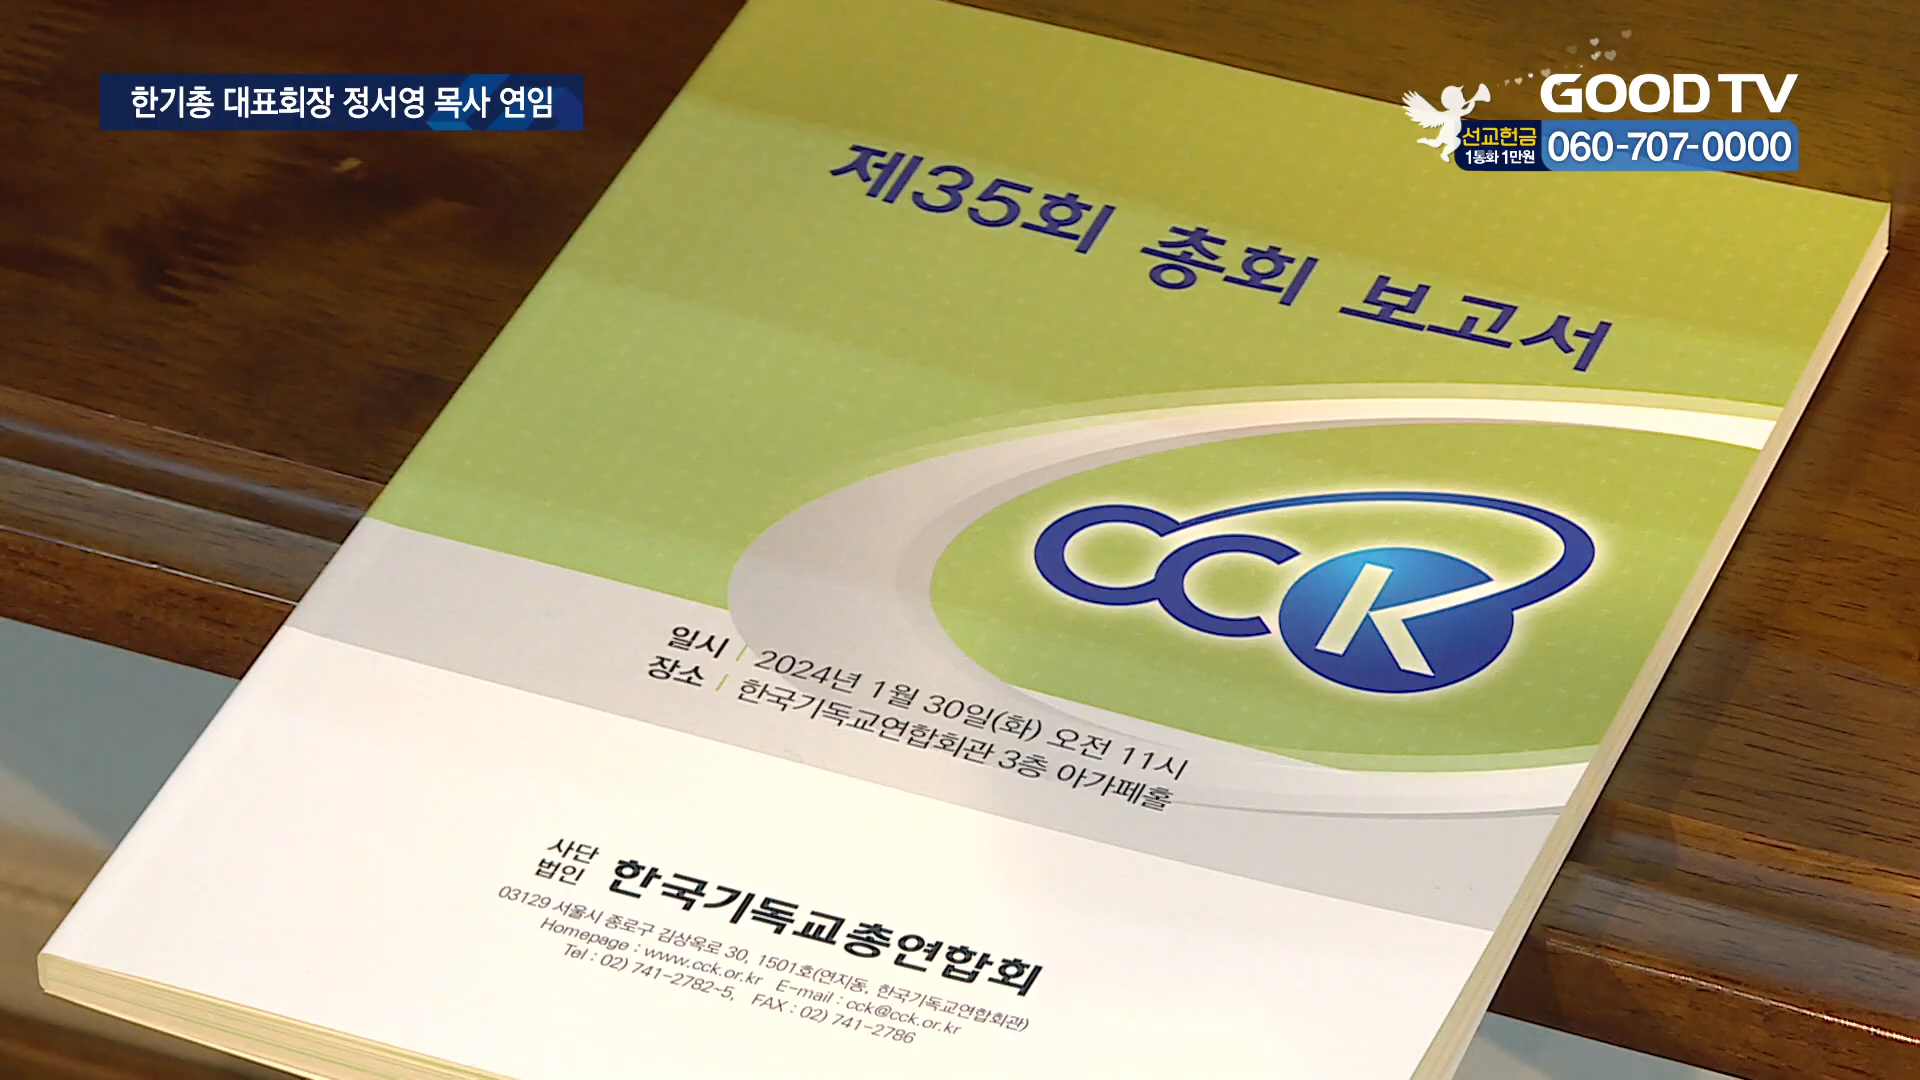 한기총 대표회장 정서영 목사 연임
GOODTV
선교헌금
1통화 1만원
060-707-0000
제35회 총회 보고서
CCK
일시 / 2024년 1월 30일(화) 오전 11시
장소 / 한국기독교연합회관 3층 아가페홀
사단
법인
한국기독교총연합회
03129 서울시 종로구 김상옥로 30, 1501호(연지동, 한국기독교연합회관)
Homepage : www.cck.or.kr E-mail : cck@cck.or.kr
Tel : 02) 741-2782~5, FAX : 02) 741-2786